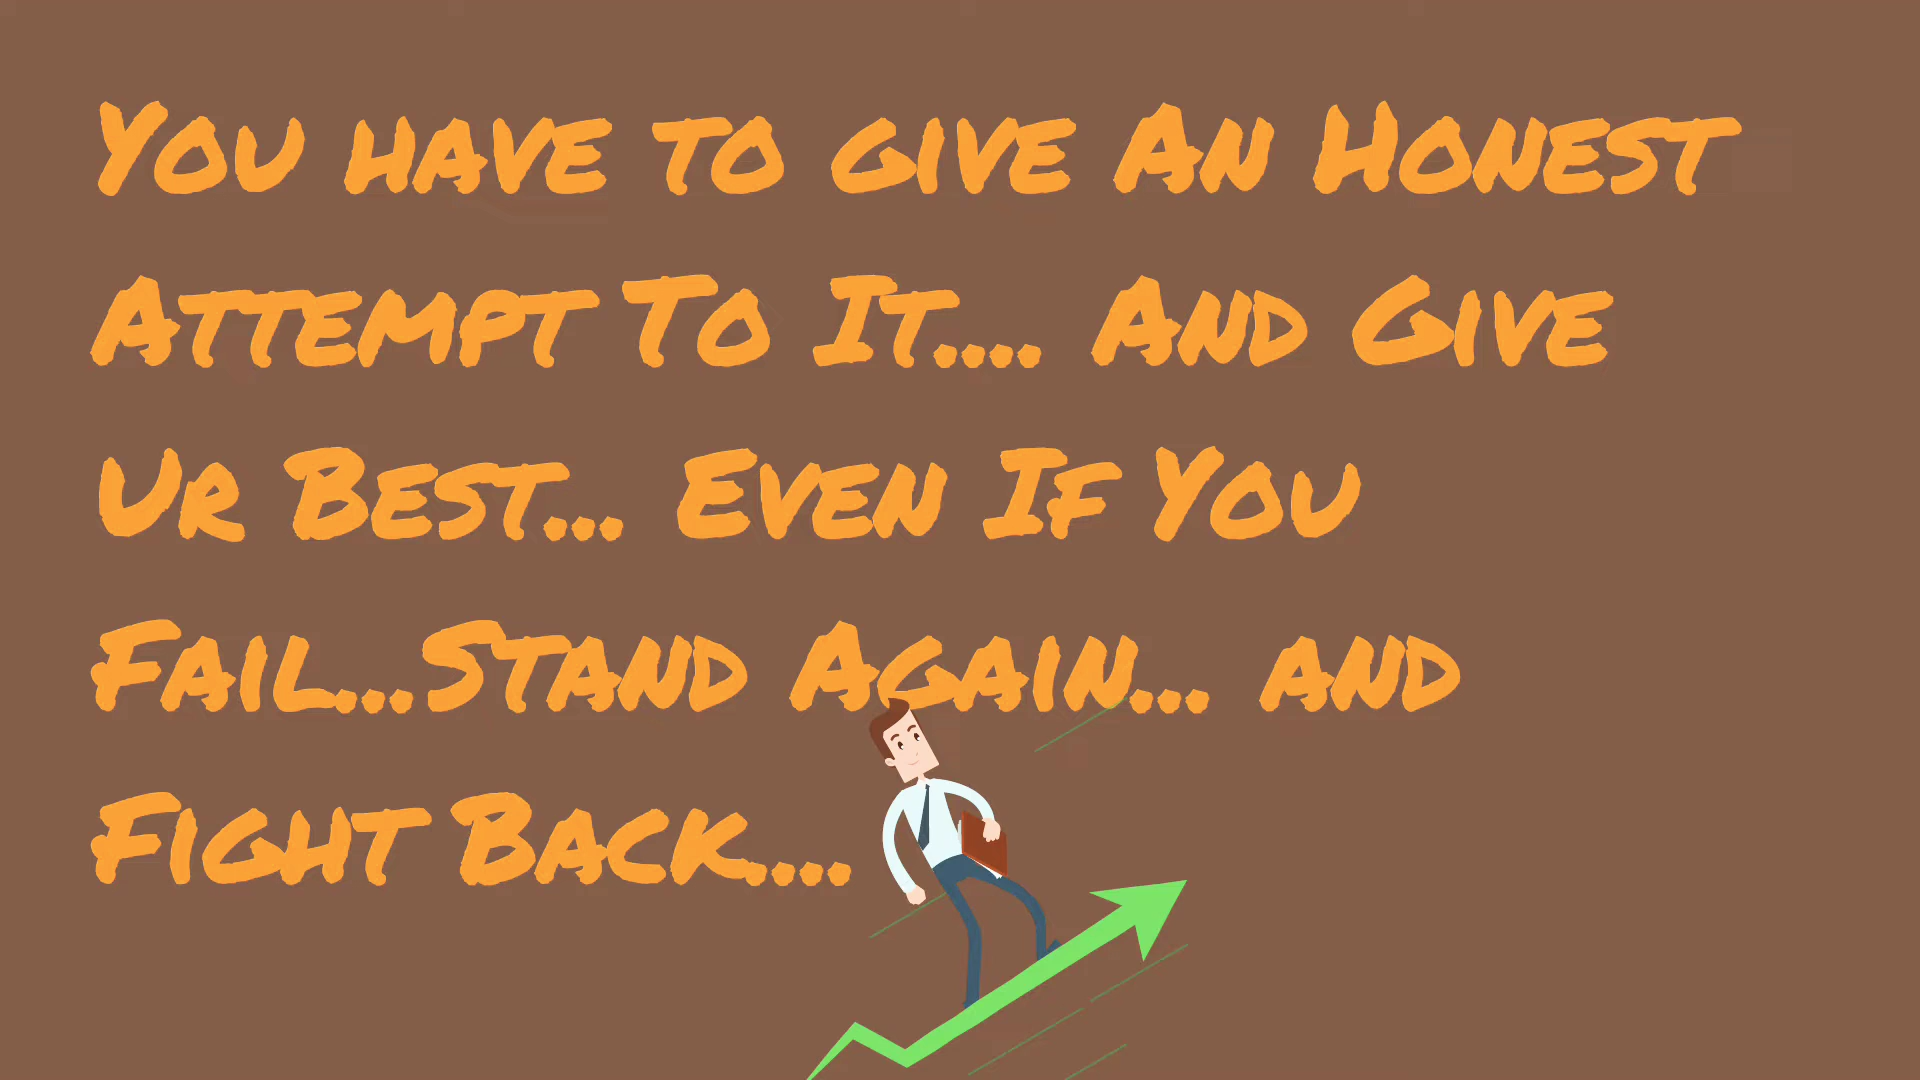 You have to give An Honest
Attempt To It.... And Give
Ur Best... Even If You
Fail...Stand Again... and
Fight Back....